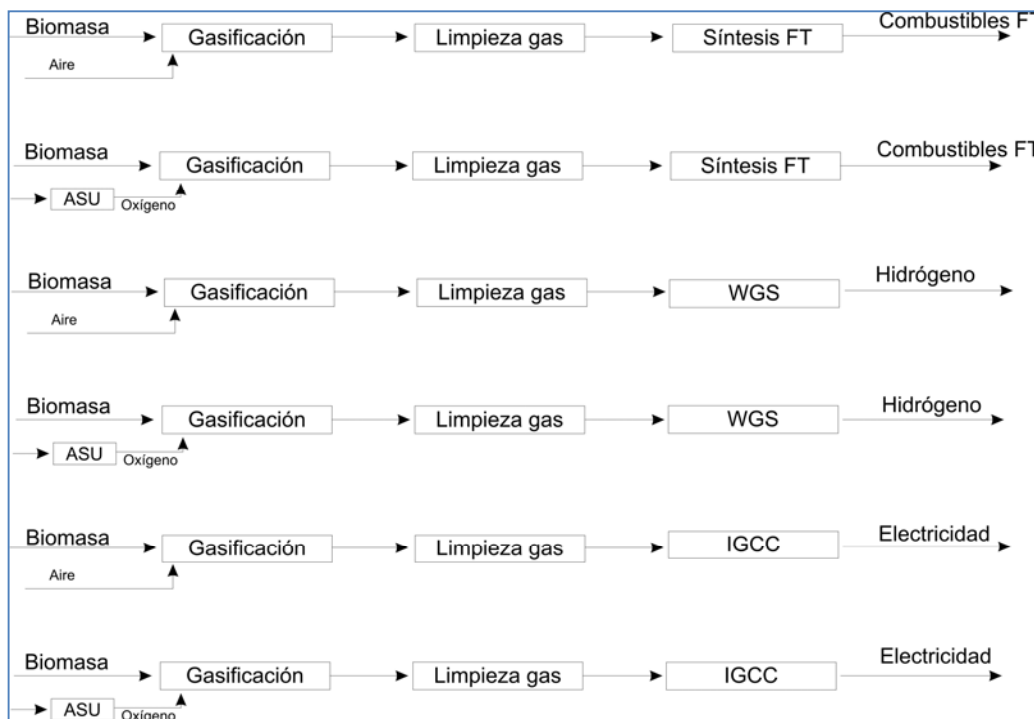 Biomasa Gasificación Limpieza gas Síntesis FT Combustibles FT
Aire
Biomasa Gasificación Limpieza gas Síntesis FT Combustibles FT
ASU Oxígeno
Biomasa Gasificación Limpieza gas WGS Hidrógeno
Aire
Biomasa Gasificación Limpieza gas WGS Hidrógeno
ASU Oxígeno
Biomasa Gasificación Limpieza gas IGCC Electricidad
Aire
Biomasa Gasificación Limpieza gas IGCC Electricidad
ASU Oxígeno